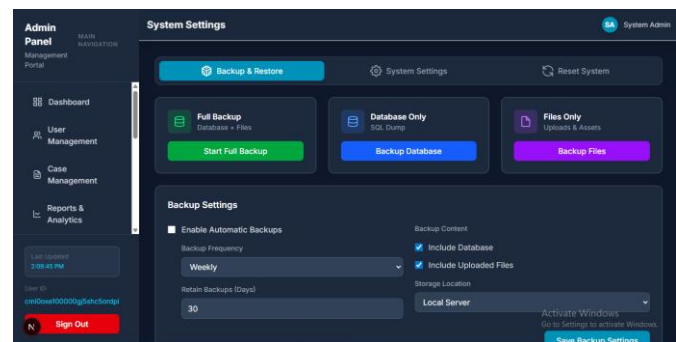 Admin
Panel
MAIN
NAVIGATION
Management
Portal
Dashboard
User
Management
Case
Management
Reports &
Analytics
Last Updated
2:09:45 PM
User ID
Sign Out
N
System Settings
SA System Admin
Backup & Restore
System Settings
Reset System
Full Backup
Database + Files
Start Full Backup
Database Only
SQL Dump
Backup Database
Files Only
Uploads & Assets
Backup Files
Backup Settings
Enable Automatic Backups
Backup Frequency
Weekly
Retain Backups (Days)
30
Backup Content
Include Database
Include Uploaded Files
Storage Location
Local Server
Activate Windows
Go to Settings to activate Windows.
Save Backup Settings